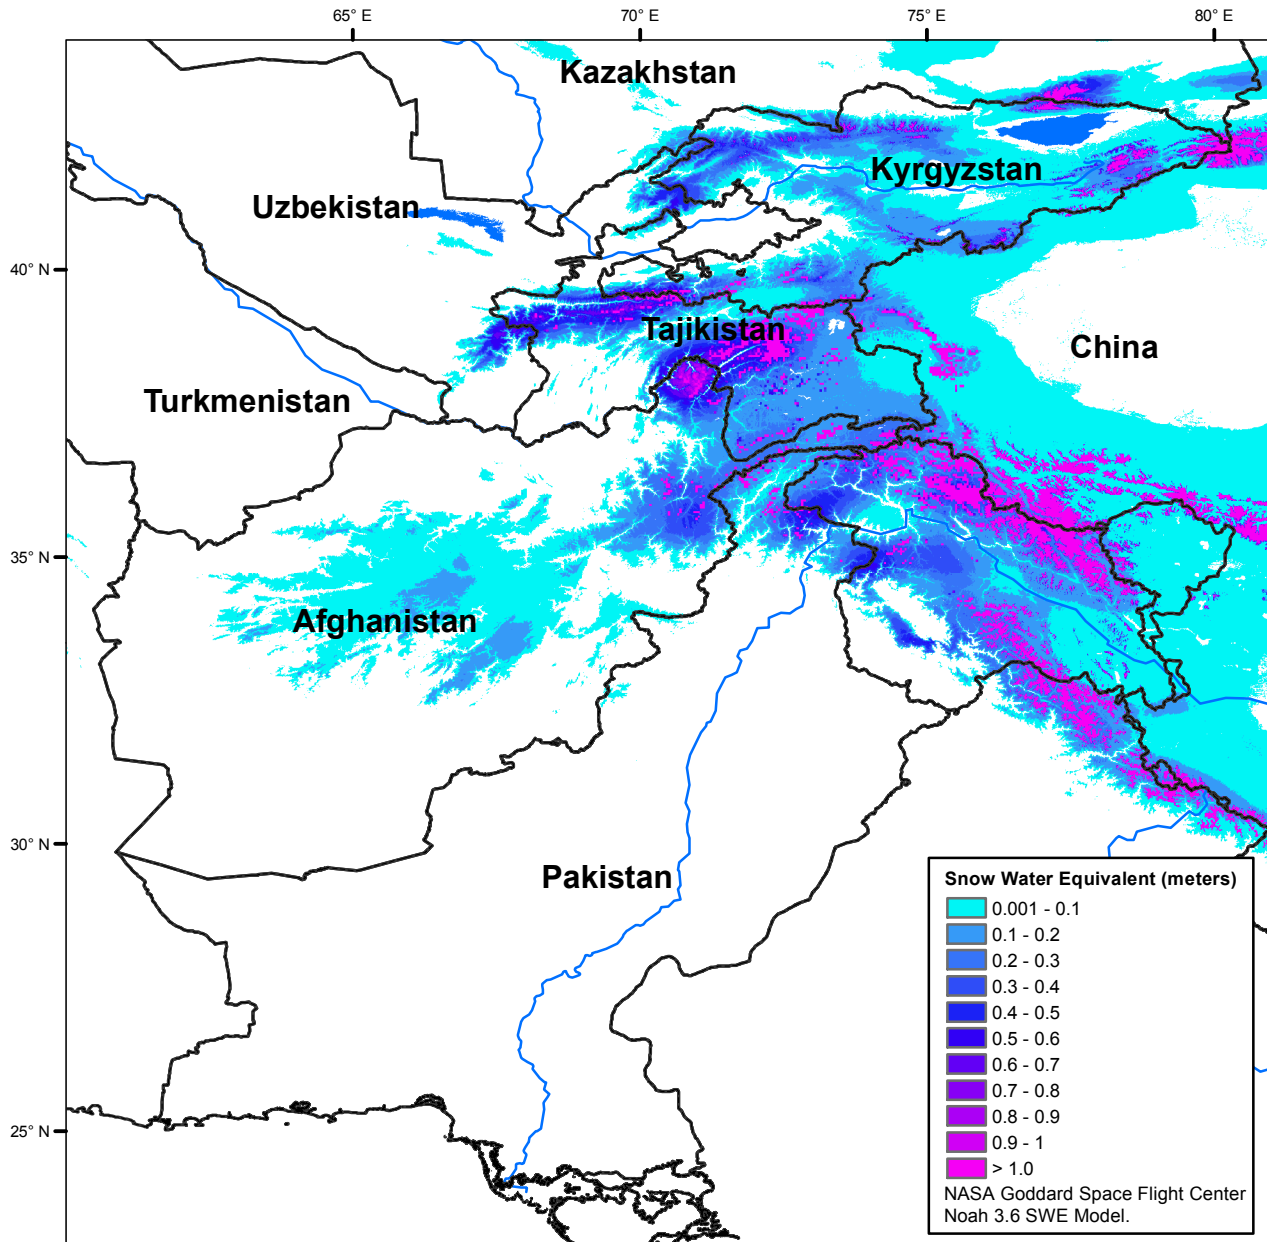 65° E
70° E
75° E
80° E
Kazakhstan
Kyrgyzstan
Uzbekistan
40° N
Tajikistan
China
Turkmenistan
35° N
Afghanistan
30° N
Pakistan
25° N
Snow Water Equivalent (meters)
0.001 - 0.1
0.1 - 0.2
0.2 - 0.3
0.3 - 0.4
0.4 - 0.5
0.5 - 0.6
0.6 - 0.7
0.7 - 0.8
0.8 - 0.9
0.9 - 1
> 1.0
NASA Goddard Space Flight Center
Noah 3.6 SWE Model.